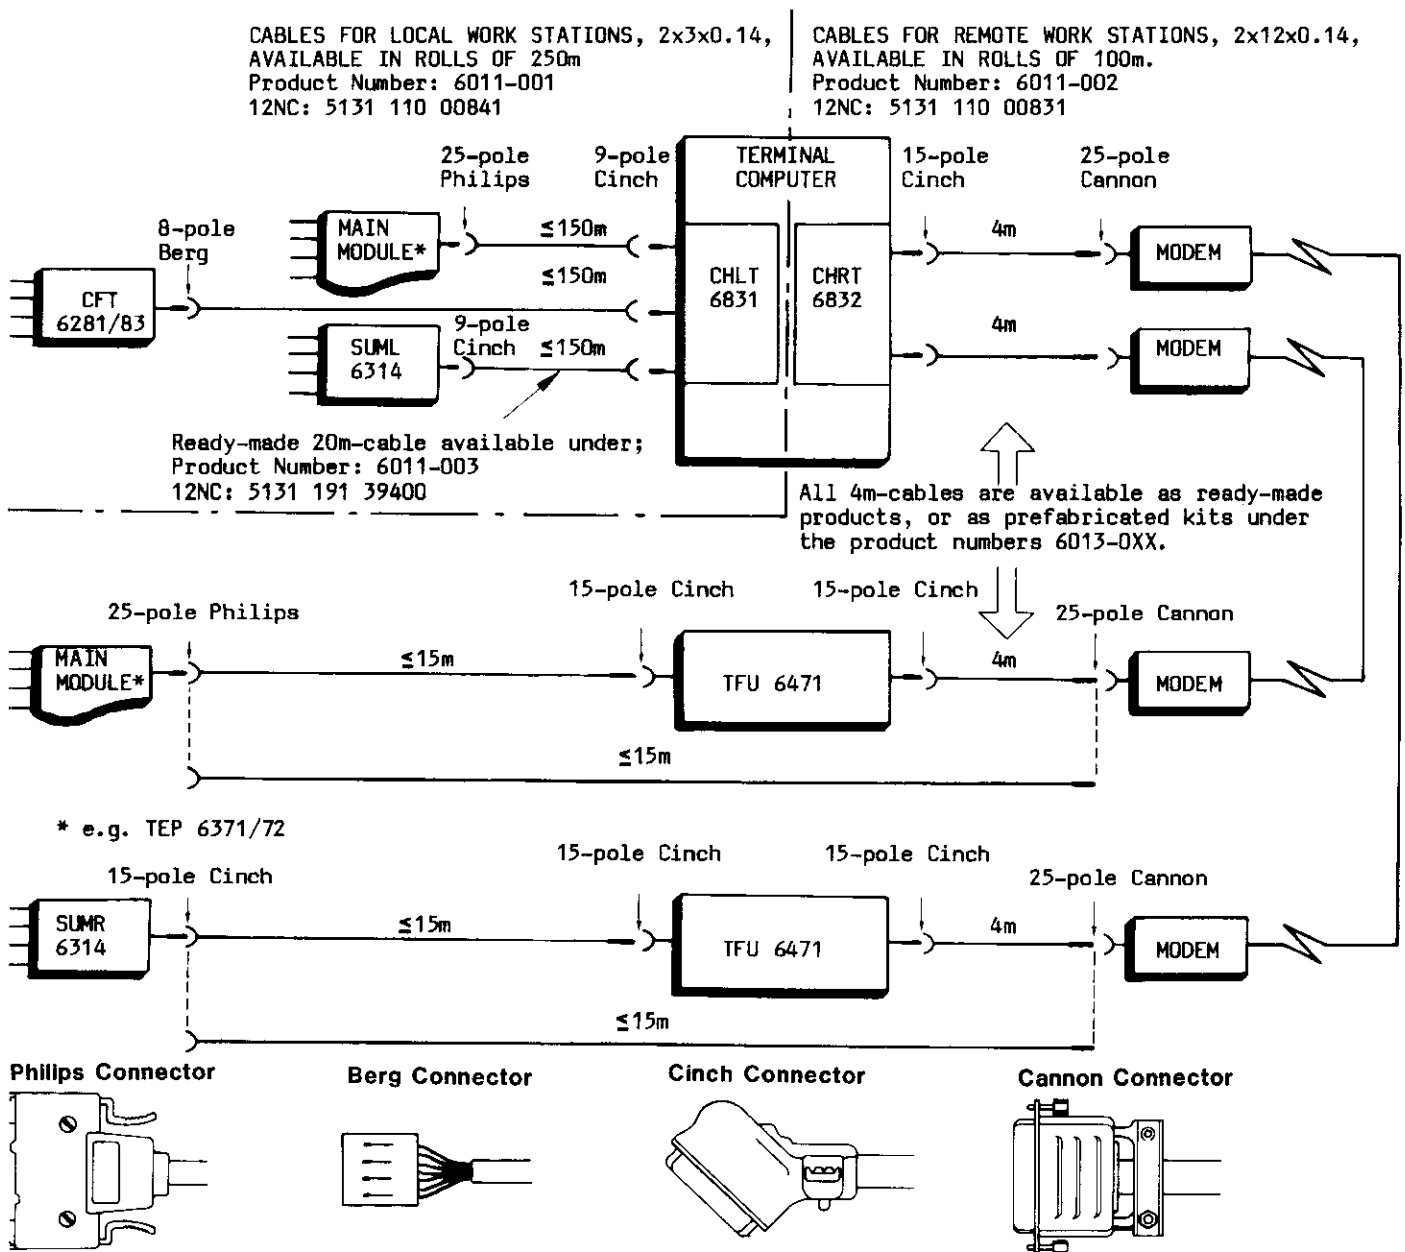 CABLES FOR LOCAL WORK STATIONS, 2x3x0.14,
AVAILABLE IN ROLLS OF 250m
Product Number: 6011-001
12NC: 5131 110 00841
CABLES FOR REMOTE WORK STATIONS, 2x12x0.14,
AVAILABLE IN ROLLS OF 100m.
Product Number: 6011-002
12NC: 5131 110 00831
25-pole
Philips
9-pole
Cinch
TERMINAL
COMPUTER
15-pole
Cinch
25-pole
Cannon
8-pole
Berg
MAIN
MODULE*
≤150m
4m
MODEM
≤150m
CFT
6281/83
CHLT
6831
CHRT
6832
9-pole
Cinch
≤150m
SUML
6314
4m
MODEM
Ready-made 20m-cable available under;
Product Number: 6011-003
12NC: 5131 191 39400
All 4m-cables are available as ready-made
products, or as prefabricated kits under
the product numbers 6013-0XX.
25-pole Philips
15-pole Cinch
15-pole Cinch
25-pole Cannon
MAIN
MODULE*
≤15m
TFU 6471
4m
MODEM
≤15m
* e.g. TEP 6371/72
15-pole Cinch
15-pole Cinch
15-pole Cinch
25-pole Cannon
SUMR
6314
≤15m
TFU 6471
4m
MODEM
≤15m
Philips Connector
Berg Connector
Cinch Connector
Cannon Connector